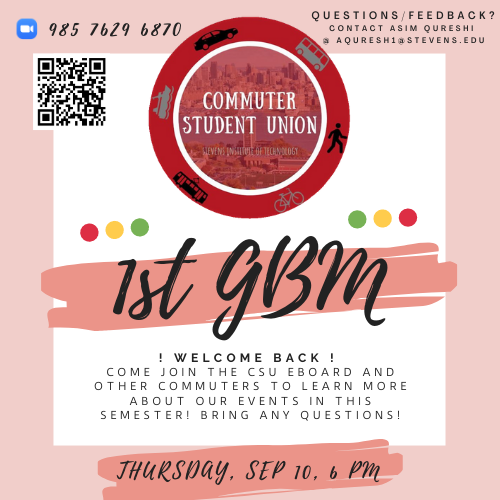 985 7629 6870
QUESTIONS/FEEDBACK?
CONTACT ASIM QURESHI
@ AQURESH1@STEVENS.EDU
COMMUTER
STUDENT UNION
STEVENS INSTITUTE OF TECHNOLOGY
1st GBM
! WELCOME BACK !
COME JOIN THE CSU EBOARD AND
OTHER COMMUTERS TO LEARN MORE
ABOUT OUR EVENTS IN THIS
SEMESTER! BRING ANY QUESTIONS!
THURSDAY, SEP 10, 6 PM